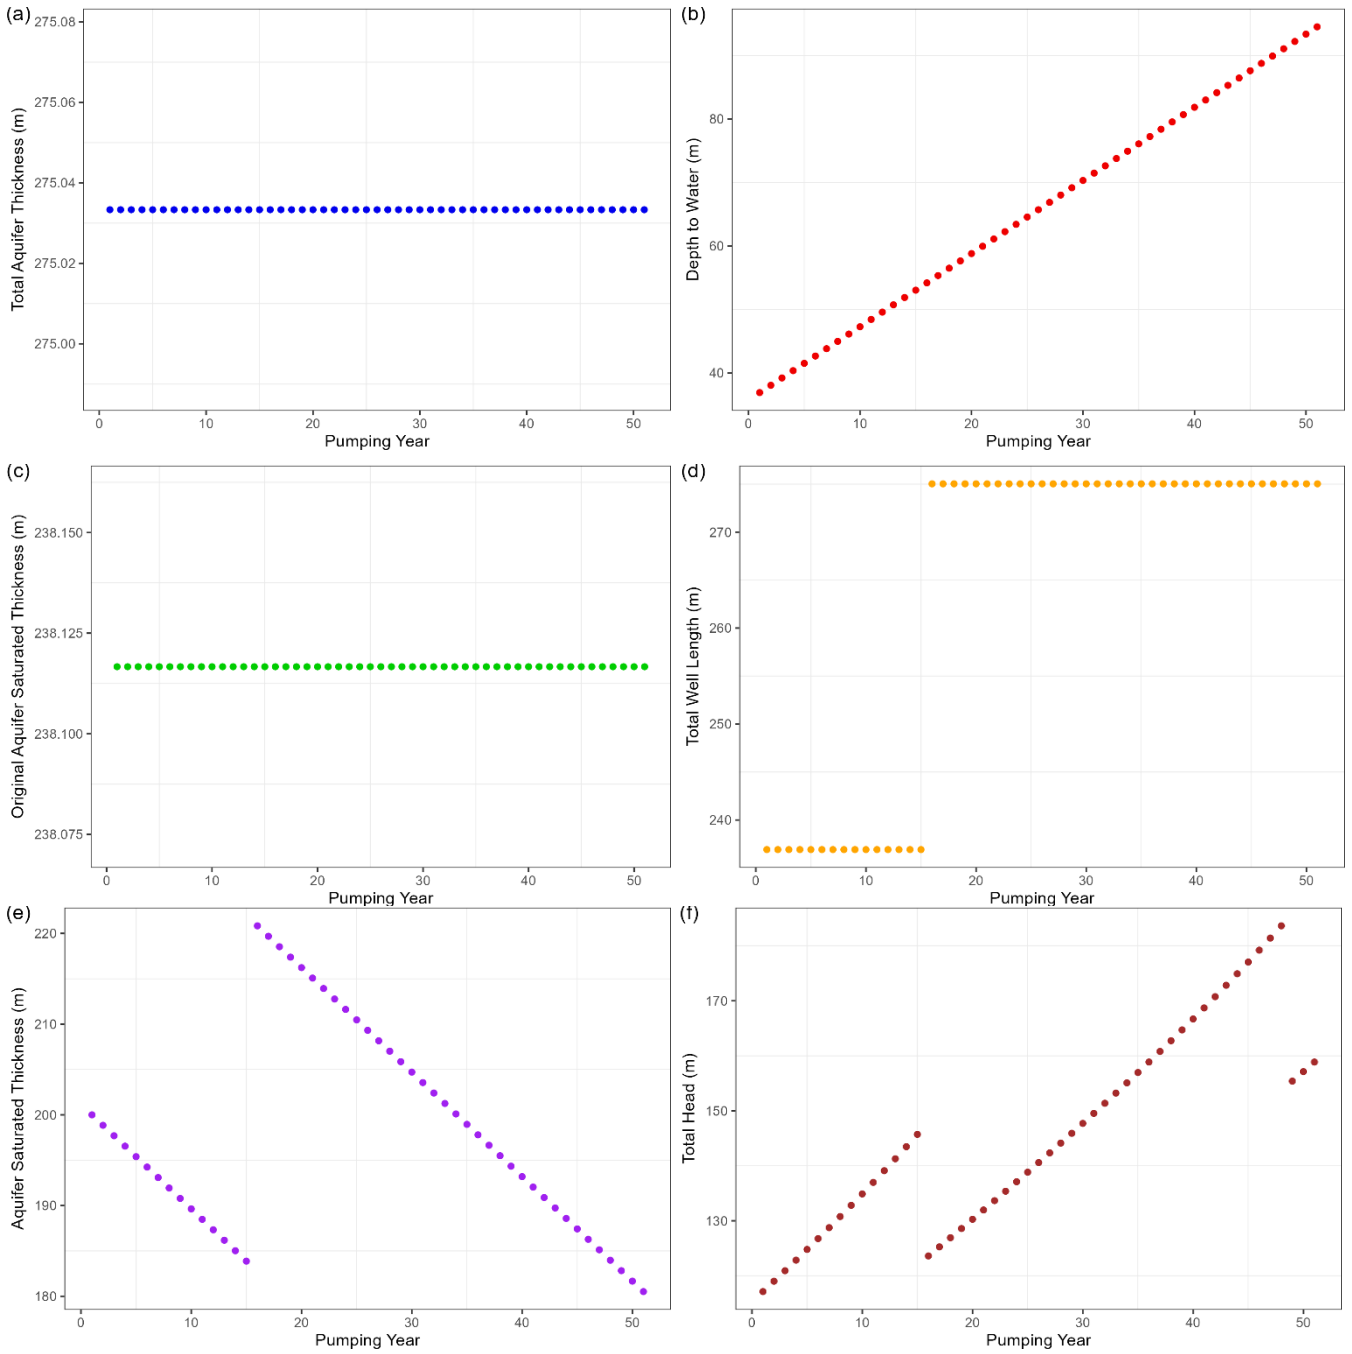 (a)
Total Aquifer Thickness (m)
275.08
275.06
275.04
275.02
275.00
0 10 20 30 40 50
Pumping Year
(b)
Depth to Water (m)
80
60
40
0 10 20 30 40 50
Pumping Year
(c)
Original Aquifer Saturated Thickness (m)
238.150
238.125
238.100
238.075
0 10 20 30 40 50
Pumping Year
(d)
Total Well Length (m)
270
260
250
240
0 10 20 30 40 50
Pumping Year
(e)
Aquifer Saturated Thickness (m)
220
210
200
190
180
0 10 20 30 40 50
Pumping Year
(f)
Total Head (m)
170
150
130
0 10 20 30 40 50
Pumping Year